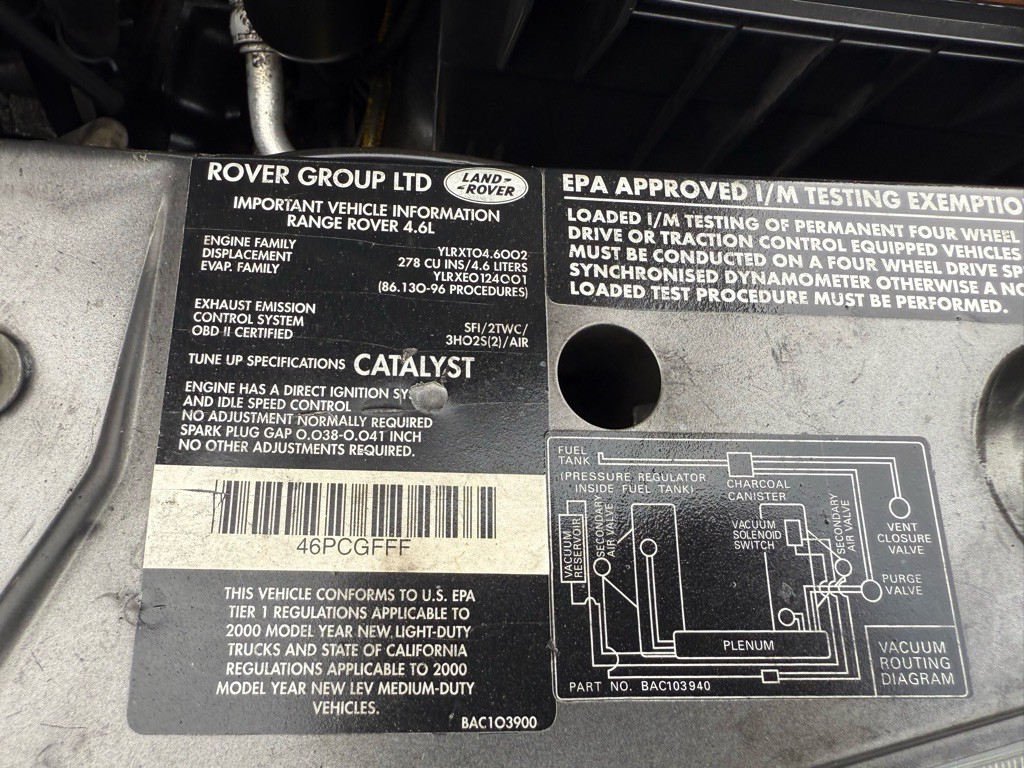 ROVER GROUP LTD
LAND-
-ROVER
IMPORTANT VEHICLE INFORMATION
RANGE ROVER 4.6L
ENGINE FAMILY YLRXT04.6002
DISPLACEMENT 278 CU INS/4.6 LITERS
EVAP. FAMILY YLRXE0124C01
(86.130-96 PROCEDURES)
EXHAUST EMISSION
CONTROL SYSTEM SFI/2TWC/
OBD II CERTIFIED 3HO2S(2)/AIR
TUNE UP SPECIFICATIONS CATALYST
ENGINE HAS A DIRECT IGNITION
AND IDLE SPEED CONTROL
NO ADJUSTMENT NORMALLY REQUIRED
SPARK PLUG GAP 0.038-0.041 INCH
NO OTHER ADJUSTMENTS REQUIRED.
46PCGFFF
THIS VEHICLE CONFORMS TO U.S. EPA
TIER 1 REGULATIONS APPLICABLE TO
2000 MODEL YEAR NEW LIGHT-DUTY
TRUCKS AND STATE OF CALIFORNIA
REGULATIONS APPLICABLE TO 2000
MODEL YEAR NEW LEV MEDIUM-DUTY
VEHICLES.
BAC103900
EPA APPROVED I/M TESTING EXEMPTIO
LOADED I/M TESTING OF PERMANENT FOUR WHEEL
DRIVE OR TRACTION CONTROL EQUIPPED VEHICLES
MUST BE CONDUCTED ON A FOUR WHEEL DRIVE SP
SYNCHRONISED DYNAMOMETER OTHERWISE A NO
LOADED TEST PROCEDURE MUST BE PERFORMED.
FUEL
TANK
(PRESSURE REGULATOR
INSIDE FUEL TANK)
CHARCOAL
CANISTER
VACUUM
RESERVOIR
SECONDARY
AIR VALVE
VACUUM
SOLENOID
SWITCH
SECONDARY
AIR VALVE
VENT
CLOSURE
VALVE
PURGE
VALVE
PLENUM
VACUUM
ROUTING
DIAGRAM
PART NO. BAC103940